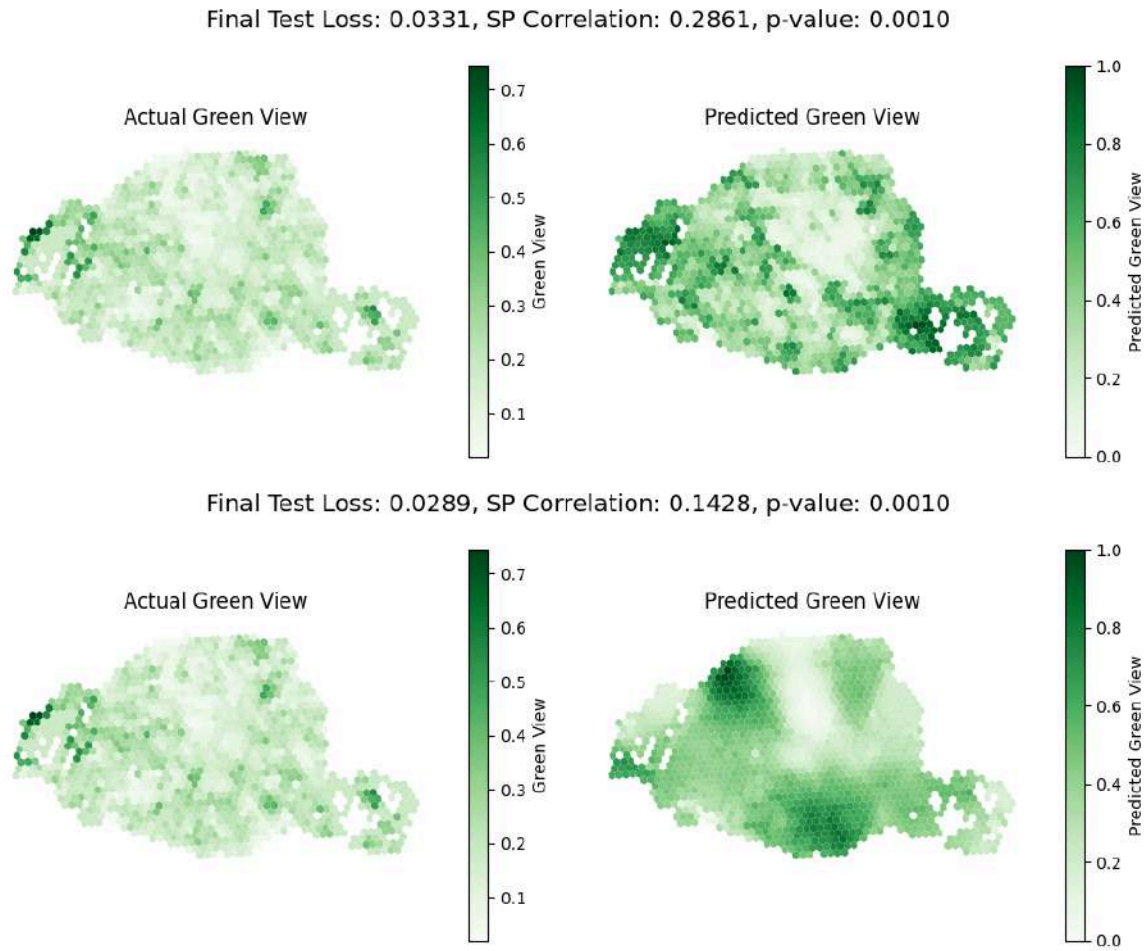 Final Test Loss: 0.0331, SP Correlation: 0.2861, p-value: 0.0010
Actual Green View
Predicted Green View
0.7
0.6
0.5
0.4
0.3
0.2
0.1
Green View
1.0
0.8
0.6
0.4
0.2
0.0
Predicted Green View
Final Test Loss: 0.0289, SP Correlation: 0.1428, p-value: 0.0010
Actual Green View
Predicted Green View
0.7
0.6
0.5
0.4
0.3
0.2
0.1
Green View
1.0
0.8
0.6
0.4
0.2
0.0
Predicted Green View